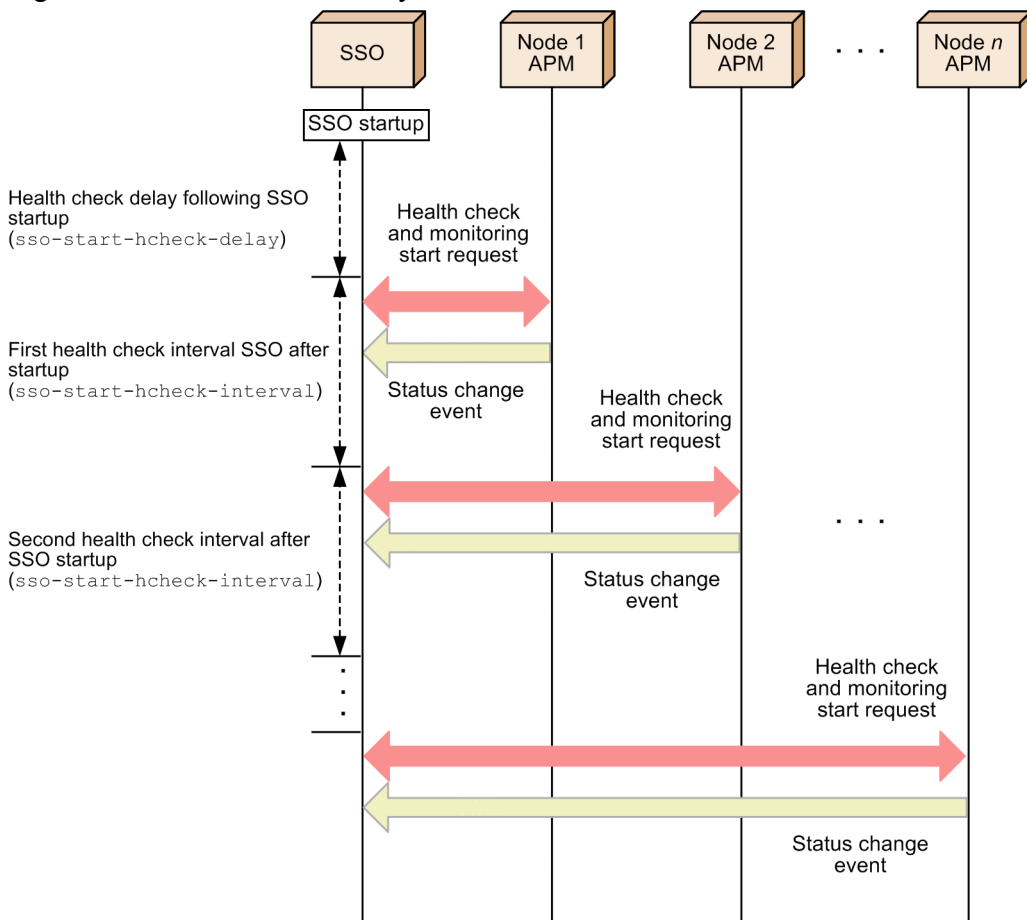 SSO
Node 1
APM
Node 2
APM
. . .
Node n
APM
SSO startup
Health check delay following SSO
startup
(sso-start-hcheck-delay)
Health check
and monitoring
start request
First health check interval SSO after
startup
(sso-start-hcheck-interval)
Status change
event
Health check
and monitoring
start request
. . .
Second health check interval after
SSO startup
(sso-start-hcheck-interval)
Status change
event
Health check
and monitoring
start request
Status change
event